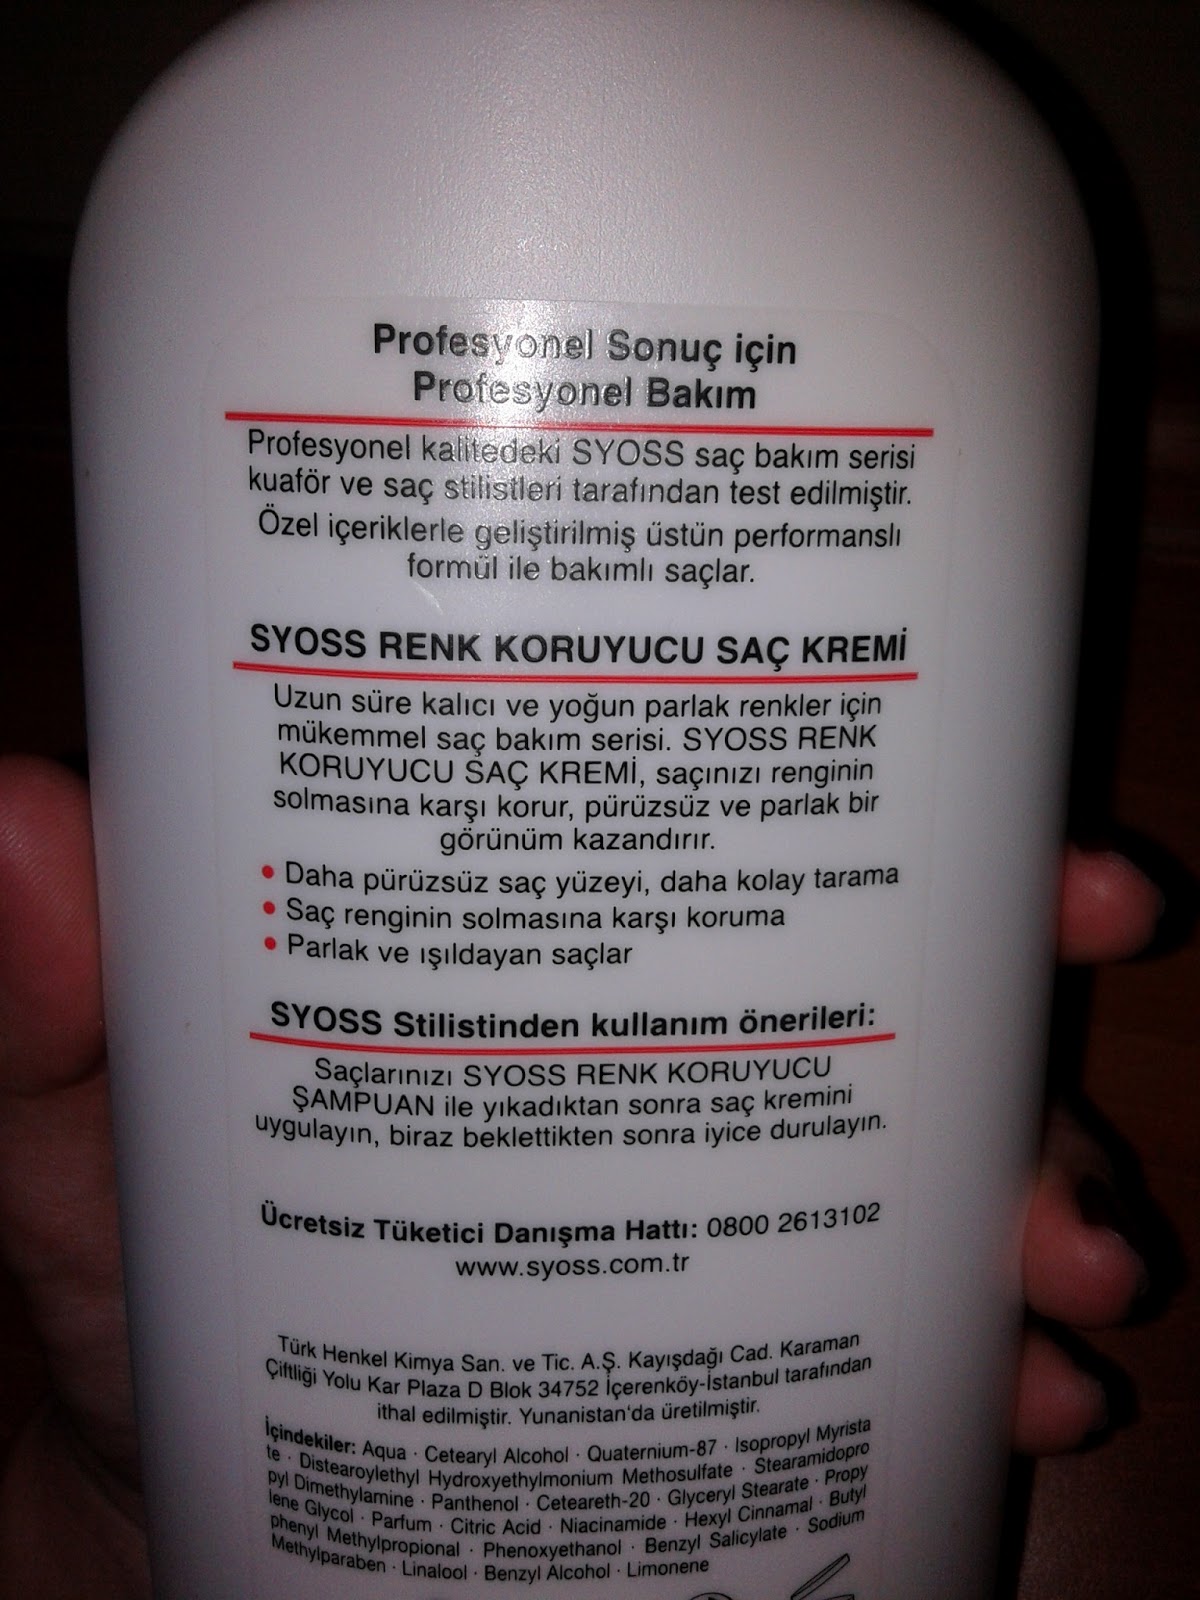 Profesyonel Sonuç için
Profesyonel Bakım
Profesyonel kalitedeki SYOSS saç bakım serisi
kuaför ve saç stilistleri tarafından test edilmiştir.
Özel içeriklerle geliştirilmiş üstün performanslı
formül ile bakımlı saçlar.
SYOSS RENK KORUYUCU SAÇ KREMİ
Uzun süre kalıcı ve yoğun parlak renkler için
mükemmel saç bakım serisi. SYOSS RENK
KORUYUCU SAÇ KREMİ, saçınızı renginin
solmasına karşı korur, pürüzsüz ve parlak bir
görünüm kazandırır.
• Daha pürüzsüz saç yüzeyi, daha kolay tarama
• Saç renginin solmasına karşı koruma
• Parlak ve ışıldayan saçlar
SYOSS Stilistinden kullanım önerileri:
Saçlarınızı SYOSS RENK KORUYUCU
ŞAMPUAN ile yıkadıktan sonra saç kremini
uygulayın, biraz beklettikten sonra iyice durulayın.
Ücretsiz Tüketici Danışma Hattı: 0800 2613102
www.syoss.com.tr
Türk Henkel Kimya San. ve Tic. A.Ş. Kayışdağı Cad. Karaman
Çiftliği Yolu Kar Plaza D Blok 34752 İçerenköy-İstanbul tarafından
ithal edilmiştir. Yunanistan'da üretilmiştir.
İçindekiler: Aqua · Cetearyl Alcohol · Quaternium-87 · Isopropyl Myrista
te · Distearoylethyl Hydroxyethylmonium Methosulfate · Stearamidopro
pyl Dimethylamine · Panthenol · Ceteareth-20 · Glyceryl Stearate · Propy
lene Glycol · Parfum · Citric Acid · Niacinamide · Hexyl Cinnamal · Butyl
phenyl Methylpropional · Phenoxyethanol · Benzyl Salicylate · Sodium
Methylparaben · Linalool · Benzyl Alcohol · Limonene